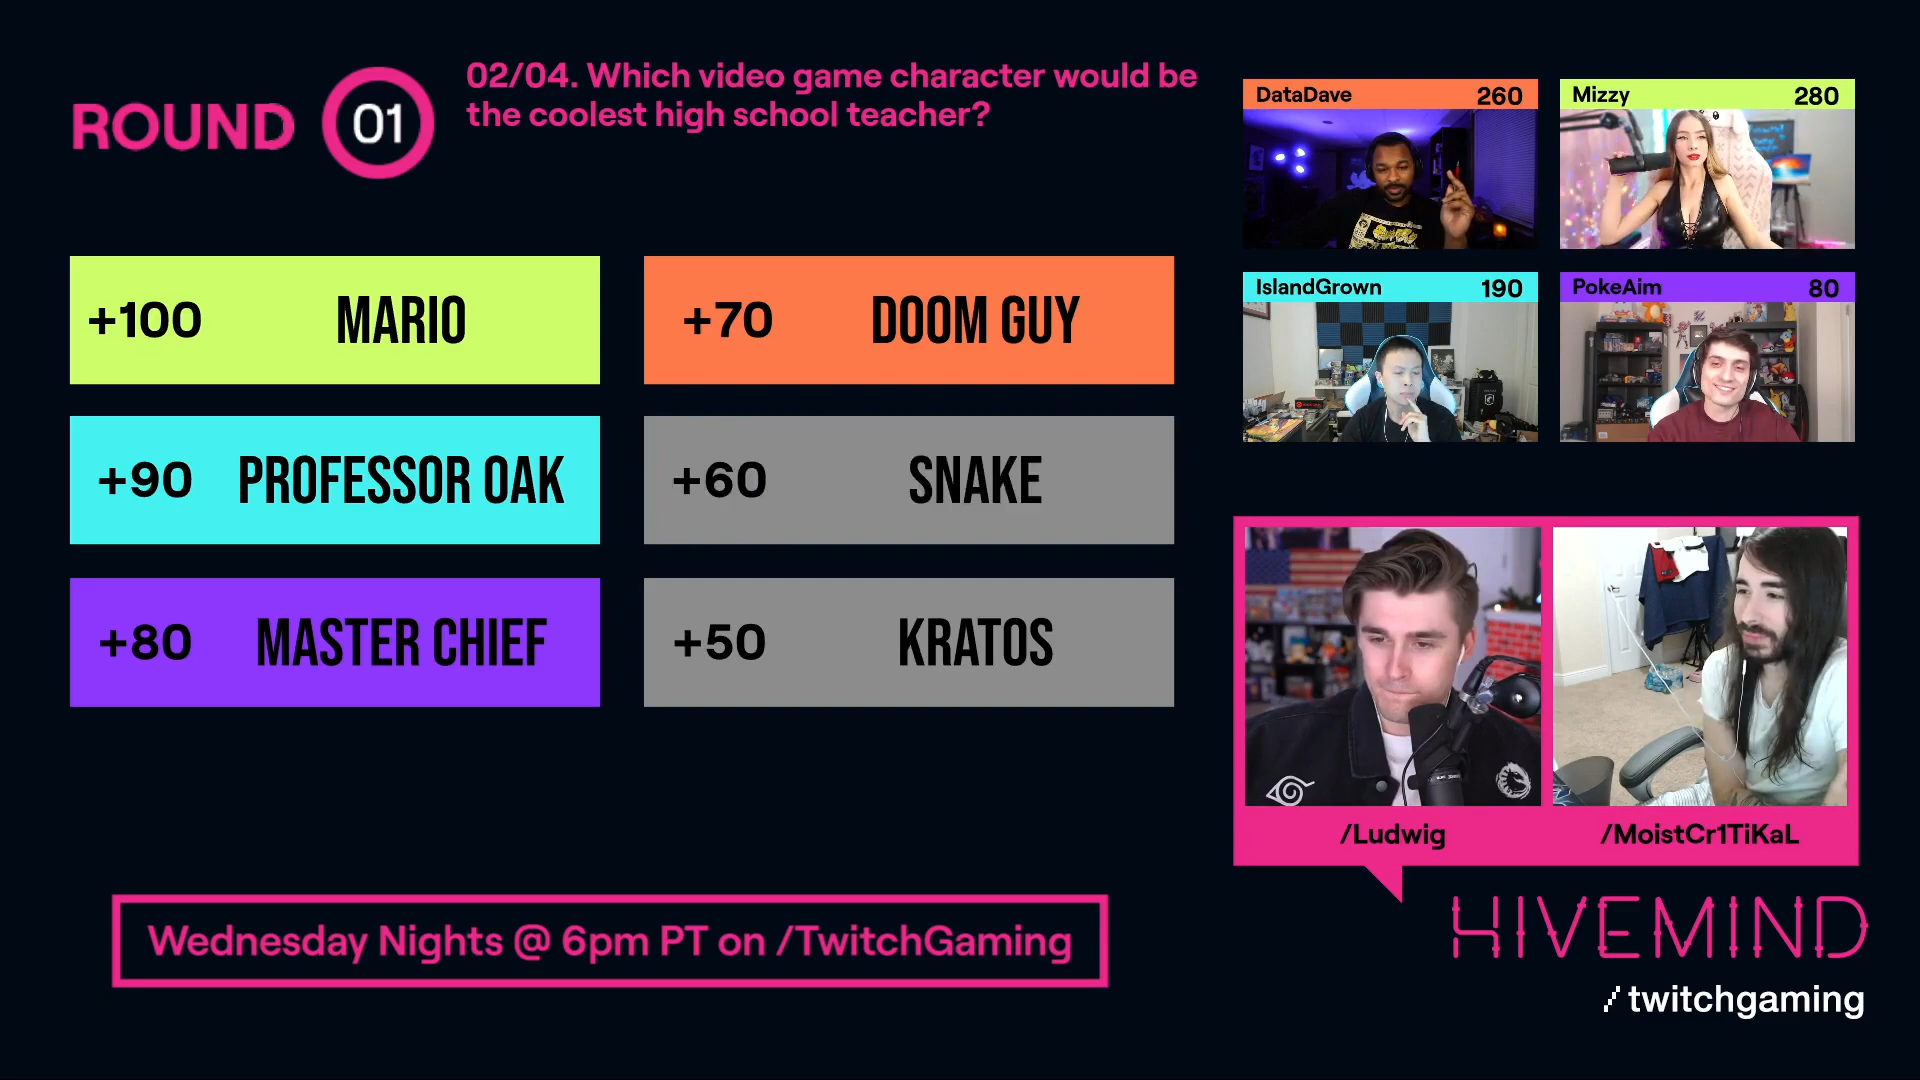 ROUND 01
02/04. Which video game character would be
the coolest high school teacher?
+100 MARIO
+70 DOOM GUY
+90 PROFESSOR OAK
+60 SNAKE
+80 MASTER CHIEF
+50 KRATOS
DataDave 260
Mizzy 280
IslandGrown 190
PokeAim 80
/Ludwig
/MoistCr1TiKaL
Wednesday Nights @ 6pm PT on /TwitchGaming
HIVEMIND
/twitchgaming